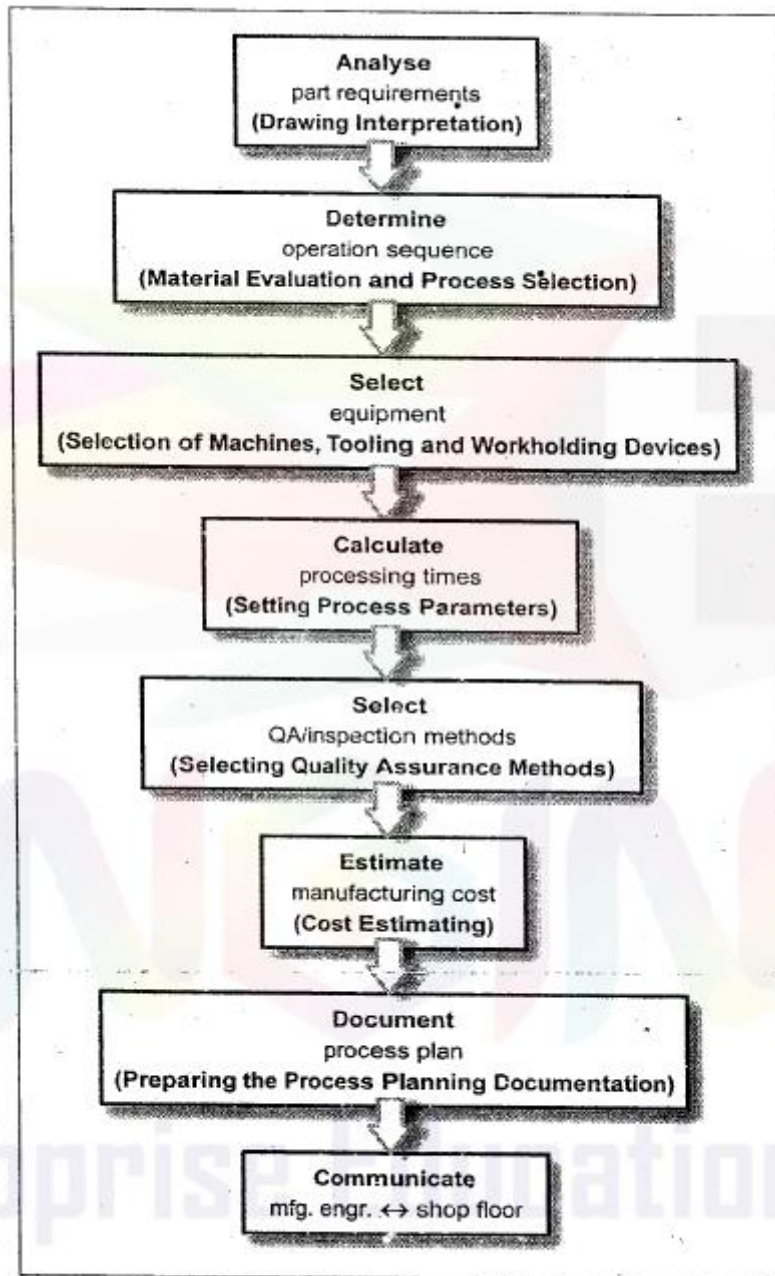 Analyse
part requirements
(Drawing Interpretation)
Determine
operation sequence
(Material Evaluation and Process Selection)
Select
equipment
(Selection of Machines, Tooling and Workholding Devices)
Calculate
processing times
(Setting Process Parameters)
Select
QA/inspection methods
(Selecting Quality Assurance Methods)
Estimate
manufacturing cost
(Cost Estimating)
Document
process plan
(Preparing the Process Planning Documentation)
Communicate
mfg. engr. ↔ shop floor